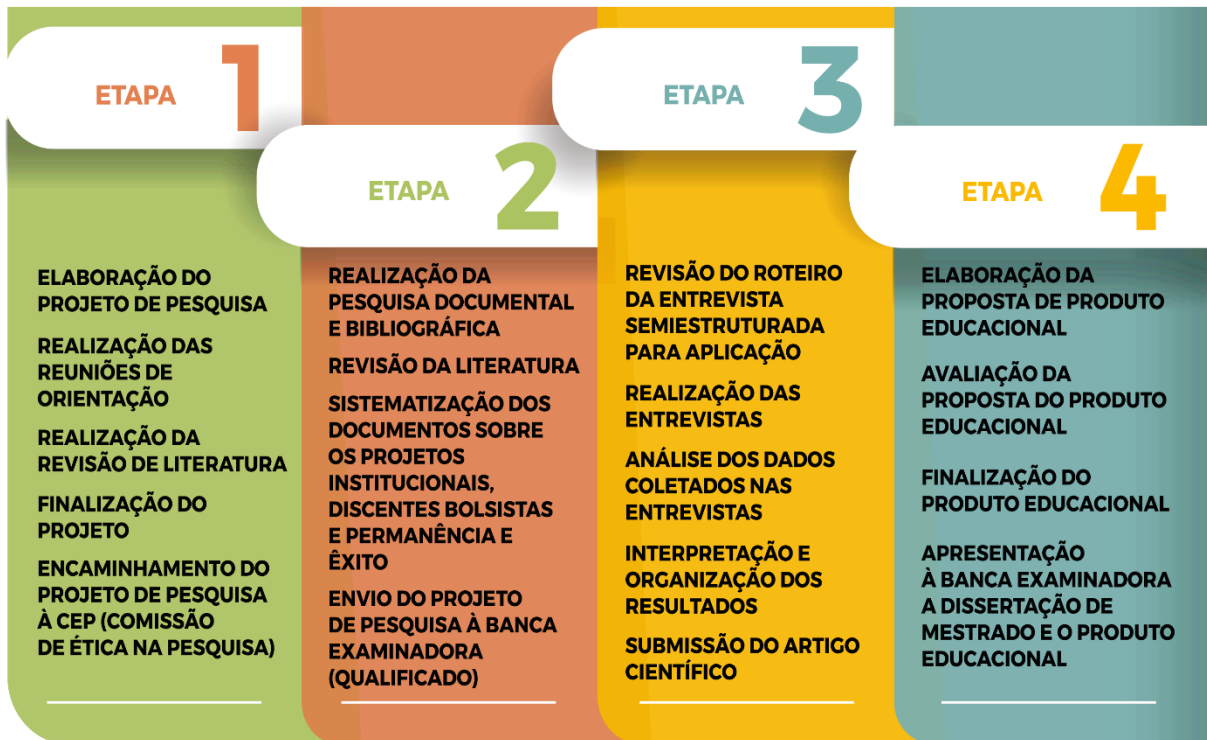 ETAPA 1
ELABORAÇÃO DO
PROJETO DE PESQUISA
REALIZAÇÃO DAS
REUNIÕES DE
ORIENTAÇÃO
REALIZAÇÃO DA
REVISÃO DE LITERATURA
FINALIZAÇÃO DO
PROJETO
ENCAMINHAMENTO DO
PROJETO DE PESQUISA
À CEP (COMISSÃO
DE ÉTICA NA PESQUISA)
ETAPA 2
REALIZAÇÃO DA
PESQUISA DOCUMENTAL
E BIBLIOGRÁFICA
REVISÃO DA LITERATURA
SISTEMATIZAÇÃO DOS
DOCUMENTOS SOBRE
OS PROJETOS
INSTITUCIONAIS,
DISCENTES BOLSISTAS
E PERMANÊNCIA E
ÊXITO
ENVIO DO PROJETO
DE PESQUISA À BANCA
EXAMINADORA
(QUALIFICADO)
ETAPA 3
REVISÃO DO ROTEIRO
DA ENTREVISTA
SEMIESTRUTURADA
PARA APLICAÇÃO
REALIZAÇÃO DAS
ENTREVISTAS
ANÁLISE DOS DADOS
COLETADOS NAS
ENTREVISTAS
INTERPRETAÇÃO E
ORGANIZAÇÃO DOS
RESULTADOS
SUBMISSÃO DO ARTIGO
CIENTÍFICO
ETAPA 4
ELABORAÇÃO DA
PROPOSTA DE PRODUTO
EDUCACIONAL
AVALIAÇÃO DA
PROPOSTA DO PRODUTO
EDUCACIONAL
FINALIZAÇÃO DO
PRODUTO EDUCACIONAL
APRESENTAÇÃO
À BANCA EXAMINADORA
A DISSERTAÇÃO DE
MESTRADO E O PRODUTO
EDUCACIONAL